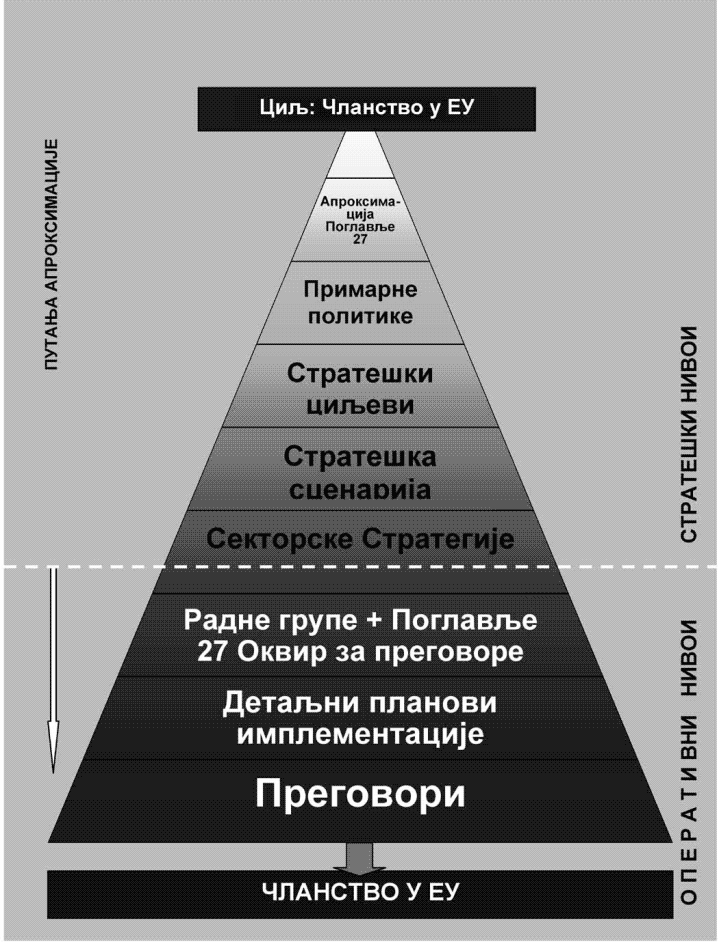 Циљ: Чланство у ЕУ
ПУТАЊА АПРОКСИМАЦИЈЕ
Апроксима-
ција
Поглавље
27
Примарне
политике
Стратешки
циљеви
Стратешка
сценарија
Секторске Стратегије
СТРАТЕШКИ НИВОИ
Радне групе + Поглавље
27 Оквир за преговоре
Детаљни планови
имплементације
Преговори
ОПЕРАТИВНИ НИВОИ
ЧЛАНСТВО У ЕУ